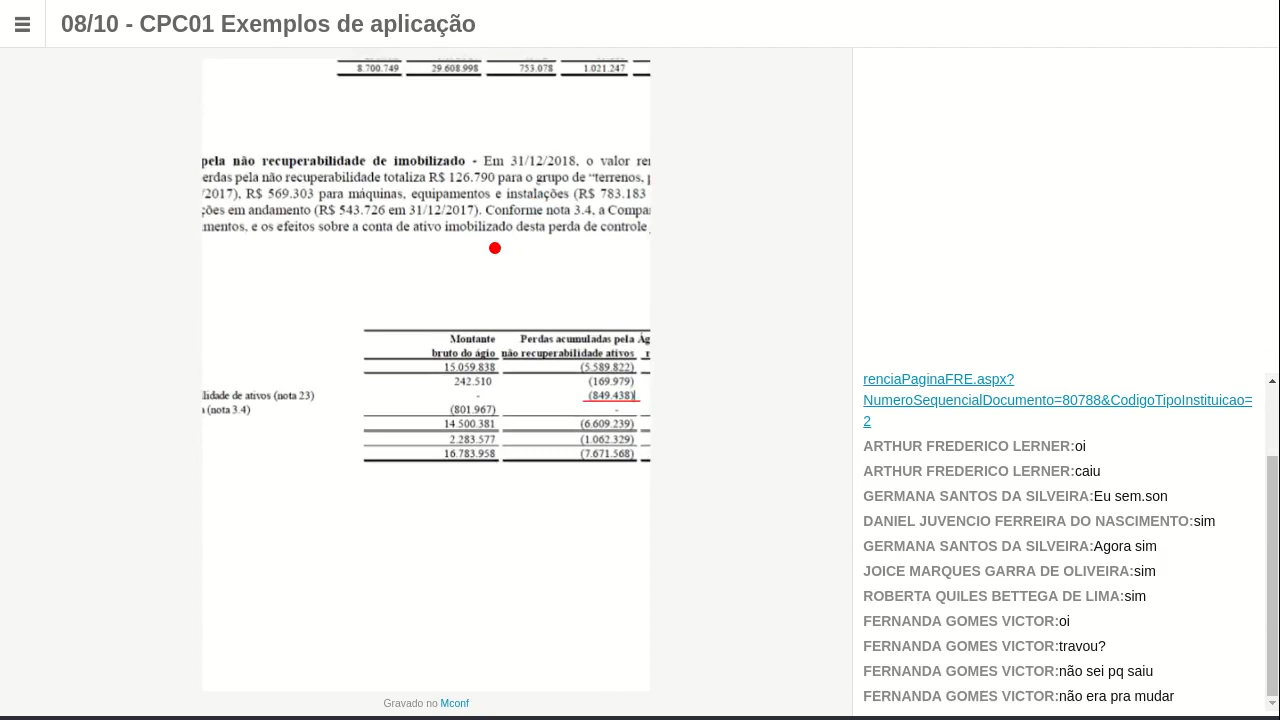 08/10 - CPC01 Exemplos de aplicação
8.700.749 29.608.998 753.078 1.021.247
pela não recuperabilidade de imobilizado - Em 31/12/2018, o valor
erdas pela não recuperabilidade totaliza R$ 126.790 para o grupo de "terrenos,
/2017), R$ 569.303 para máquinas, equipamentos e instalações (R$ 783.183
ções em andamento (R$ 543.726 em 31/12/2017). Conforme nota 3.4, a Compa
mentos, e os efeitos sobre a conta de ativo imobilizado desta perda de controle
Montante Perdas acumuladas pela Ág
bruto do ágio não recuperabilidade ativos
15.059.838 (5.589.822)
242.510 (169.979)
lidade de ativos (nota 23) - (849.438)
(nota 3.4) (801.967) -
14.500.381 (6.609.239)
2.283.577 (1.062.329)
16.783.958 (7.671.568)
Gravado no Mconf
renciaPaginaFRE.aspx?
NumeroSequencialDocumento=80788&CodigoTipoInstituicao=
2
ARTHUR FREDERICO LERNER:oi
ARTHUR FREDERICO LERNER:caiu
GERMANA SANTOS DA SILVEIRA:Eu sem.son
DANIEL JUVENCIO FERREIRA DO NASCIMENTO:sim
GERMANA SANTOS DA SILVEIRA:Agora sim
JOICE MARQUES GARRA DE OLIVEIRA:sim
ROBERTA QUILES BETTEGA DE LIMA:sim
FERNANDA GOMES VICTOR:oi
FERNANDA GOMES VICTOR:travou?
FERNANDA GOMES VICTOR:não sei pq saiu
FERNANDA GOMES VICTOR:não era pra mudar